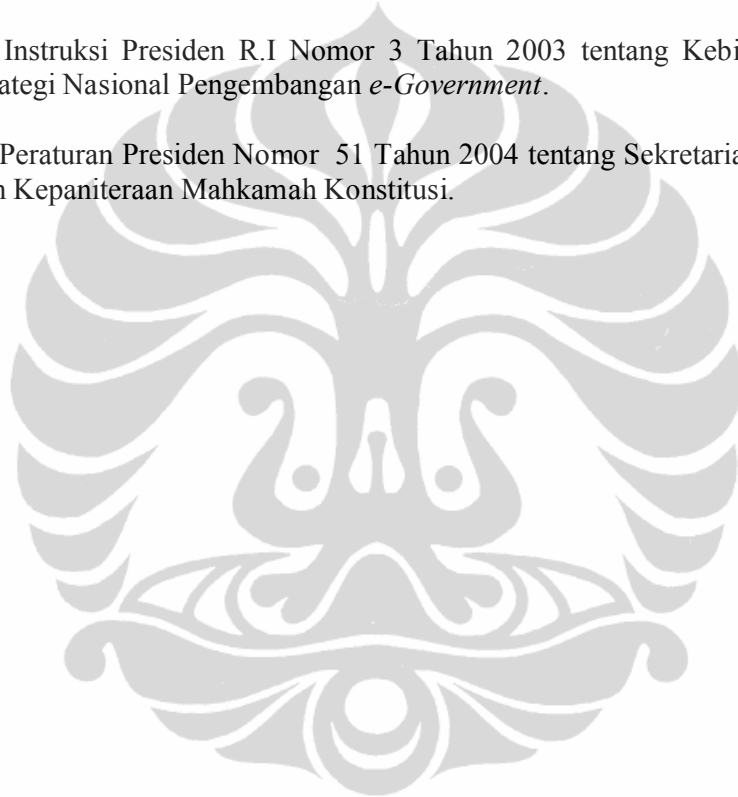 Instruksi Presiden R.I Nomor 3 Tahun 2003 tentang Kebi
ategi Nasional Pengembangan e-Government.
Peraturan Presiden Nomor 51 Tahun 2004 tentang Sekretaria
n Kepaniteraan Mahkamah Konstitusi.